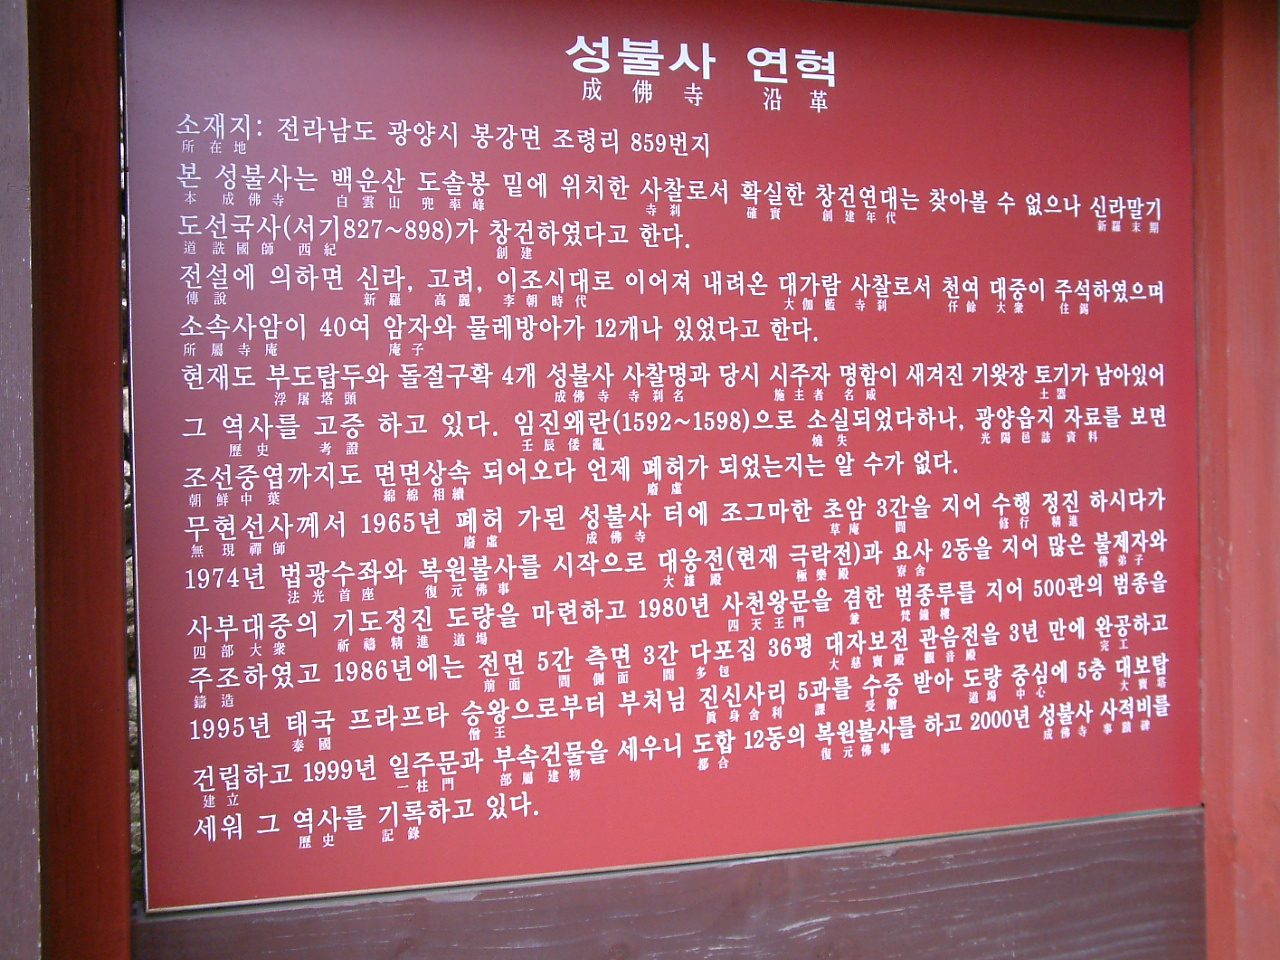 성불사 연혁
成佛寺 沿革
소재지: 전라남도 광양시 봉강면 조령리 859번지
所在地
본 성불사는 백운산 도솔봉 밑에 위치한 사찰로서 확실한 창건연대는 찾아볼 수 없으나 신라말기
本 成佛寺 白雲山 兜率峰 寺刹 確實 創建年代 新羅末期
도선국사(서기827~898)가 창건하였다고 한다.
道詵國師 西紀 創建
전설에 의하면 신라, 고려, 이조시대로 이어져 내려온 대가람 사찰로서 천여 대중이 주석하였으며
傳說 新羅 高麗 李朝時代 大伽藍 寺刹 仟餘 大衆 住錫
소속사암이 40여 암자와 물레방아가 12개나 있었다고 한다.
所屬寺庵 庵子
현재도 부도탑두와 돌절구확 4개 성불사 사찰명과 당시 시주자 명함이 새겨진 기왓장 토기가 남아있어
浮屠塔頭 成佛寺 寺刹名 施主者 名咸 土器
그 역사를 고증 하고 있다. 임진왜란(1592~1598)으로 소실되었다하나, 광양읍지 자료를 보면
歷史 考證 壬辰倭亂 燒失 光陽邑誌 資料
조선중엽까지도 면면상속 되어오다 언제 폐허가 되었는지는 알 수가 없다.
朝鮮中葉 綿綿相續 廢虛
무현선사께서 1965년 폐허 가된 성불사 터에 조그마한 초암 3간을 지어 수행 정진 하시다가
無現禪師 廢虛 成佛寺 草庵 間 修行 精進
1974년 법광수좌와 복원불사를 시작으로 대웅전(현재 극락전)과 요사 2동을 지어 많은 불제자와
法光首座 復元佛事 大雄殿 極樂殿 寮舍 佛弟子
사부대중의 기도정진 도량을 마련하고 1980년 사천왕문을 겸한 범종루를 지어 500관의 범종을
四部大衆 祈禱精進 道場 四天王門 兼 梵鐘樓
주조하였고 1986년에는 전면 5간 측면 3간 다포집 36평 대자보전 관음전을 3년 만에 완공하고
鑄造 前面 間 側面 間 多包 大慈寶殿 觀音殿 完工
1995년 태국 프라프타 승왕으로부터 부처님 진신사리 5과를 수증 받아 도량 중심에 5층 대보탑
泰國 僧王 眞身舍利 課 受贈 道場 中心 大寶塔
건립하고 1999년 일주문과 부속건물을 세우니 도합 12동의 복원불사를 하고 2000년 성불사 사적비를
建立 一柱門 部屬建物 都合 復元佛事 成佛寺 事蹟碑
세워 그 역사를 기록하고 있다.
歷史 記錄